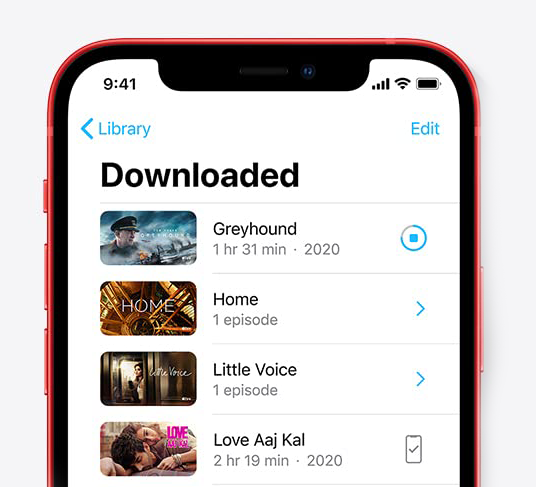 9:41
Library
Edit
Downloaded
GREYHOUND
Greyhound
1 hr 31 min · 2020
HOME
Home
1 episode
Little Voice
Little Voice
1 episode
LOVE
AAJ KAL
Love Aaj Kal
2 hr 19 min · 2020